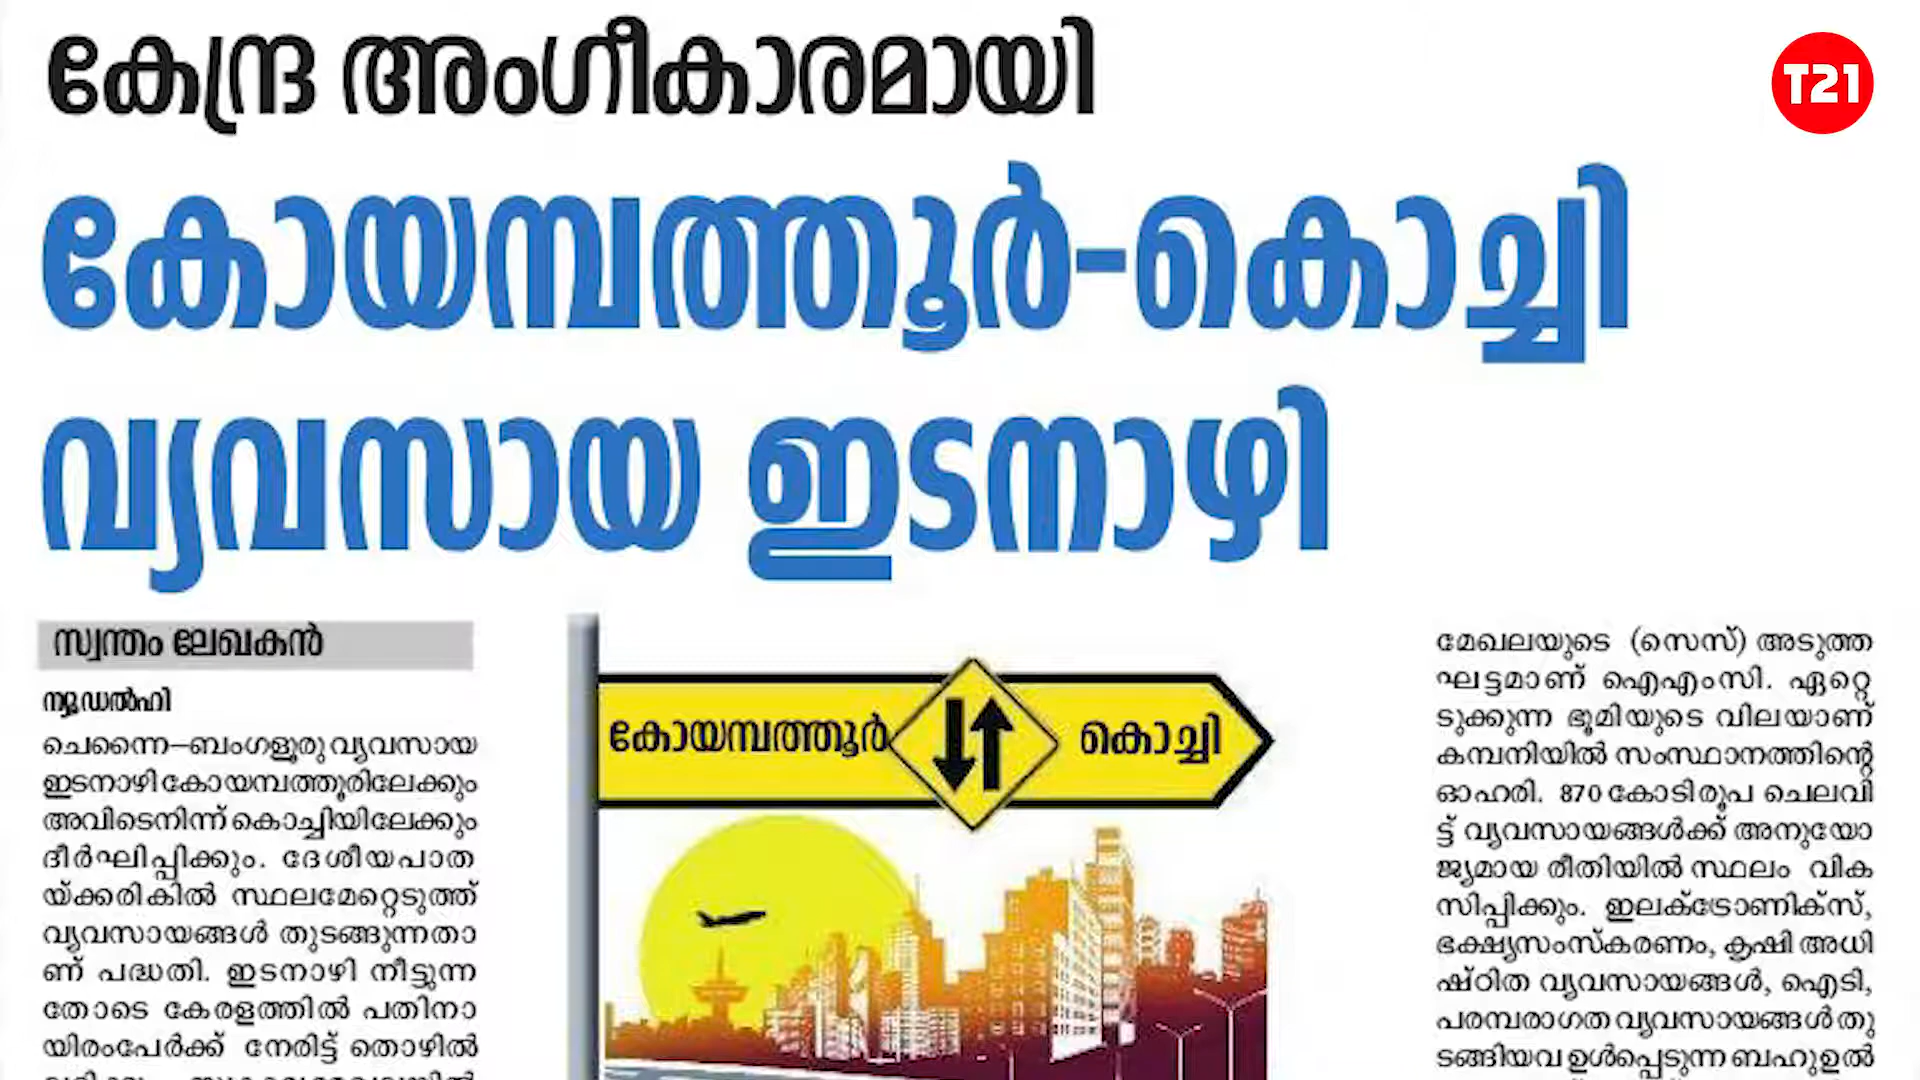 കേന്ദ്ര അംഗീകാരമായി
T21
കോയമ്പത്തൂർ-കൊച്ചി
വ്യവസായ ഇടനാഴി
സ്വന്തം ലേഖകൻ
ന്യൂഡൽഹി
ചെന്നൈ–ബംഗളൂരു വ്യവസായ
ഇടനാഴി കോയമ്പത്തൂരിലേക്കും
അവിടെനിന്ന് കൊച്ചിയിലേക്കും
ദീർഘിപ്പിക്കും. ദേശീയപാത
യ്ക്കരികിൽ സ്ഥലമേറ്റെടുത്ത്
വ്യവസായങ്ങൾ തുടങ്ങുന്നതാ
ണ് പദ്ധതി. ഇടനാഴി നീട്ടുന്ന
തോടെ കേരളത്തിൽ പതിനാ
യിരംപേർക്ക് നേരിട്ട് തൊഴിൽ
കോയമ്പത്തൂർ
കൊച്ചി
മേഖലയുടെ (സെസ്) അടുത്ത
ഘട്ടമാണ് ഐഎംസി. ഏറ്റെ
ടുക്കുന്ന ഭൂമിയുടെ വിലയാണ്
കമ്പനിയിൽ സംസ്ഥാനത്തിന്റെ
ഓഹരി. 870 കോടിരൂപ ചെലവി
ട്ട് വ്യവസായങ്ങൾക്ക് അനുയോ
ജ്യമായ രീതിയിൽ സ്ഥലം വിക
സിപ്പിക്കും. ഇലക്ട്രോണിക്സ്,
ഭക്ഷ്യസംസ്കരണം, കൃഷി അധി
ഷ്ഠിത വ്യവസായങ്ങൾ, ഐടി,
പരമ്പരാഗത വ്യവസായങ്ങൾ തു
ടങ്ങിയവ ഉൾപ്പെടുന്ന ബഹുഉൽ